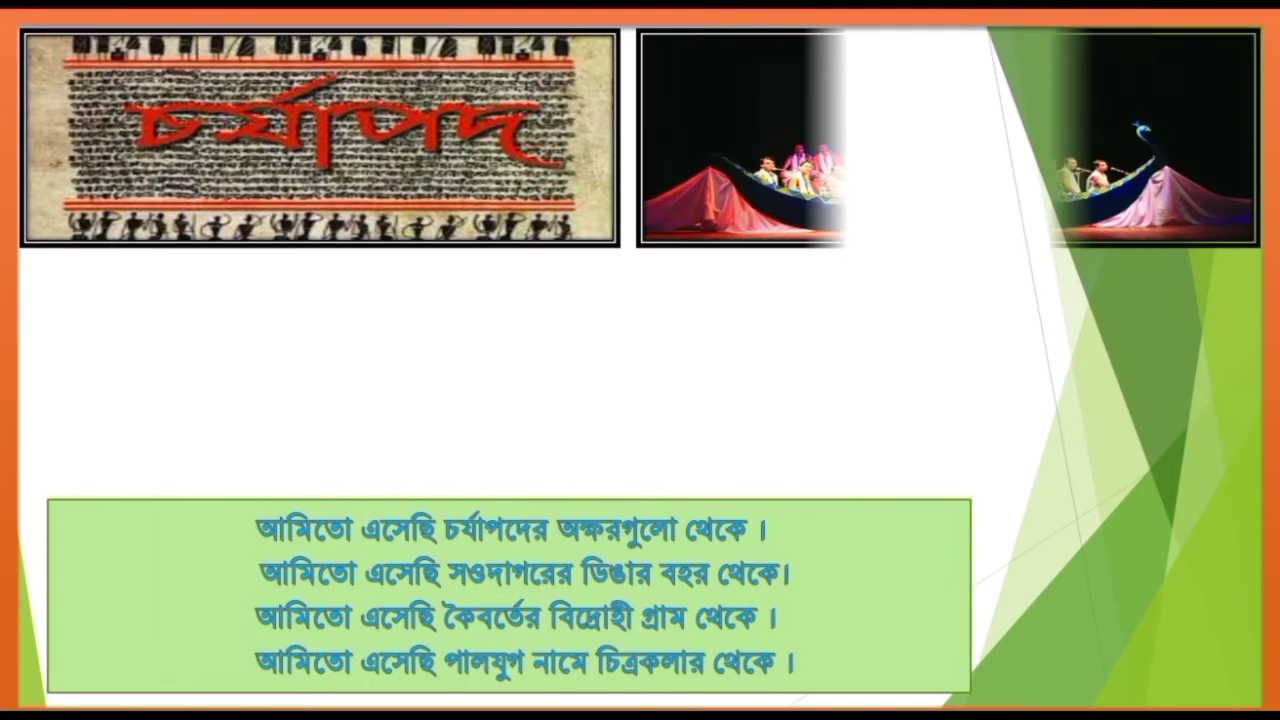 চর্যাপদ
আমিতো এসেছি চর্যাপদের অক্ষরগুলো থেকে ।
আমিতো এসেছি সওদাগরের ডিঙার বহর থেকে।
আমিতো এসেছি কৈবর্তের বিদ্রোহী গ্রাম থেকে ।
আমিতো এসেছি পালযুগ নামে চিত্রকলার থেকে ।